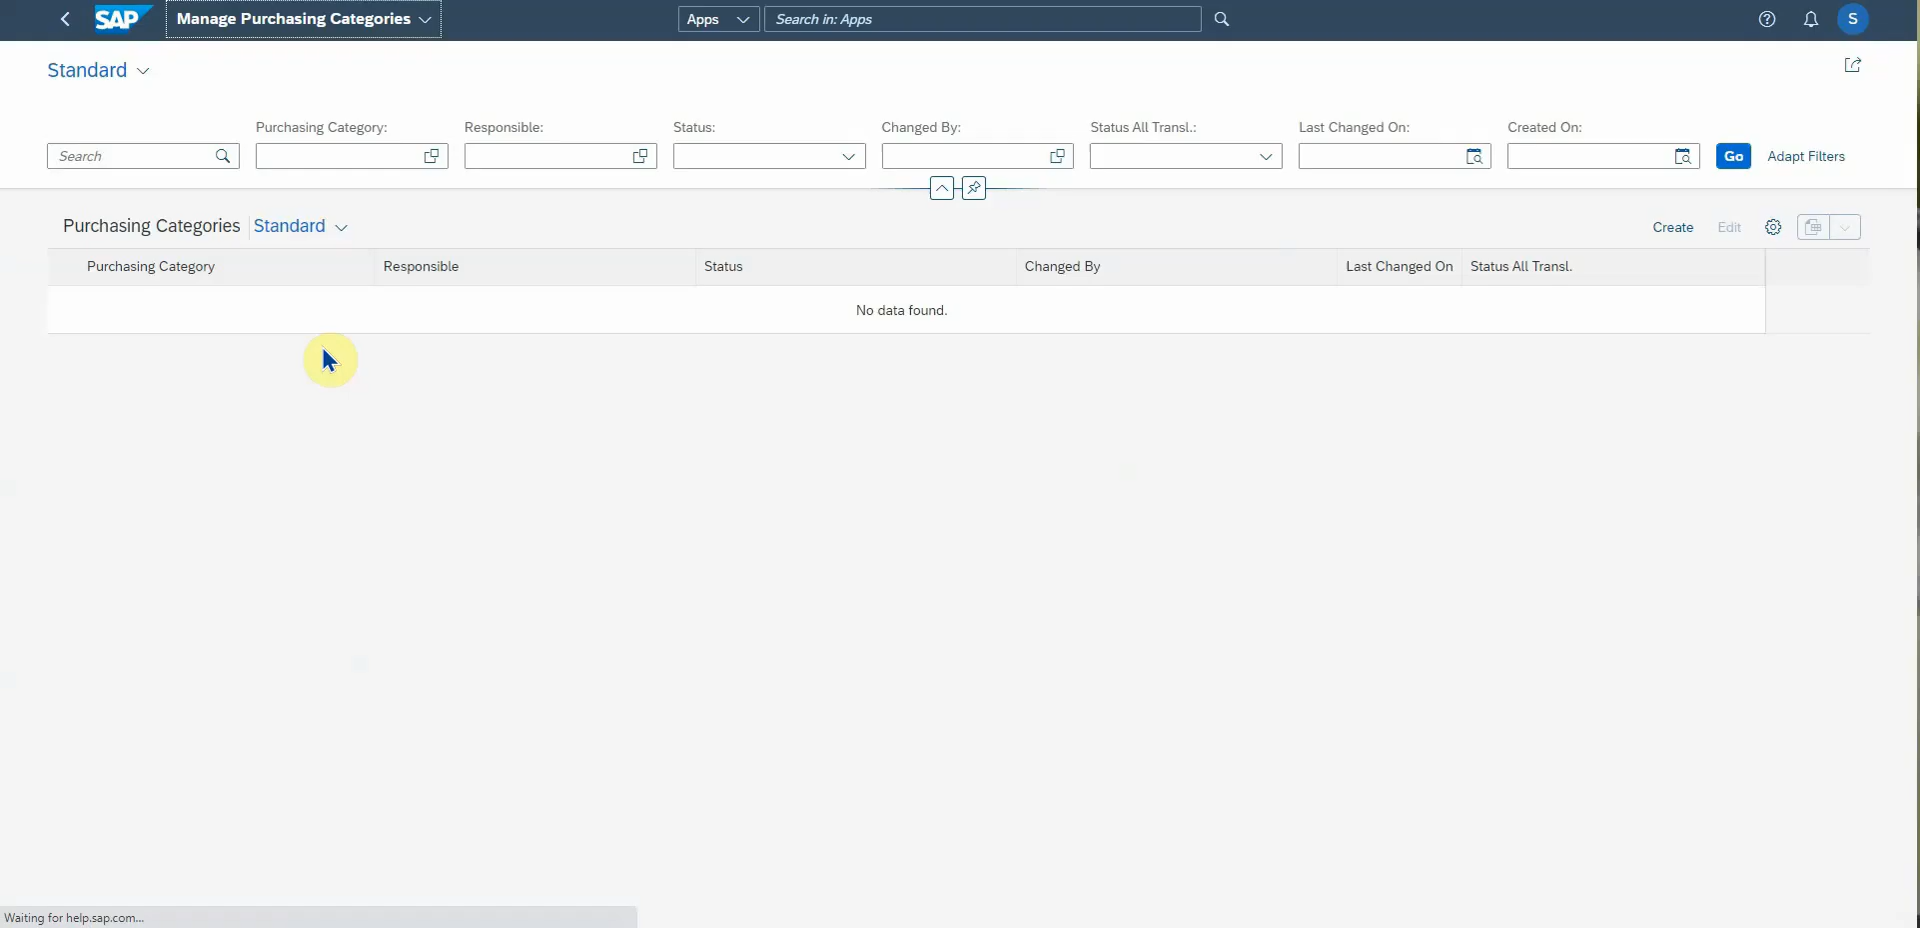 SAP Manage Purchasing Categories Apps Search in: Apps S
Standard
Purchasing Category: Responsible: Status: Changed By: Status All Transl.: Last Changed On: Created On:
Search Go Adapt Filters
Purchasing Categories Standard Create Edit
Purchasing Category Responsible Status Changed By Last Changed On Status All Transl.
No data found.
Waiting for help.sap.com...